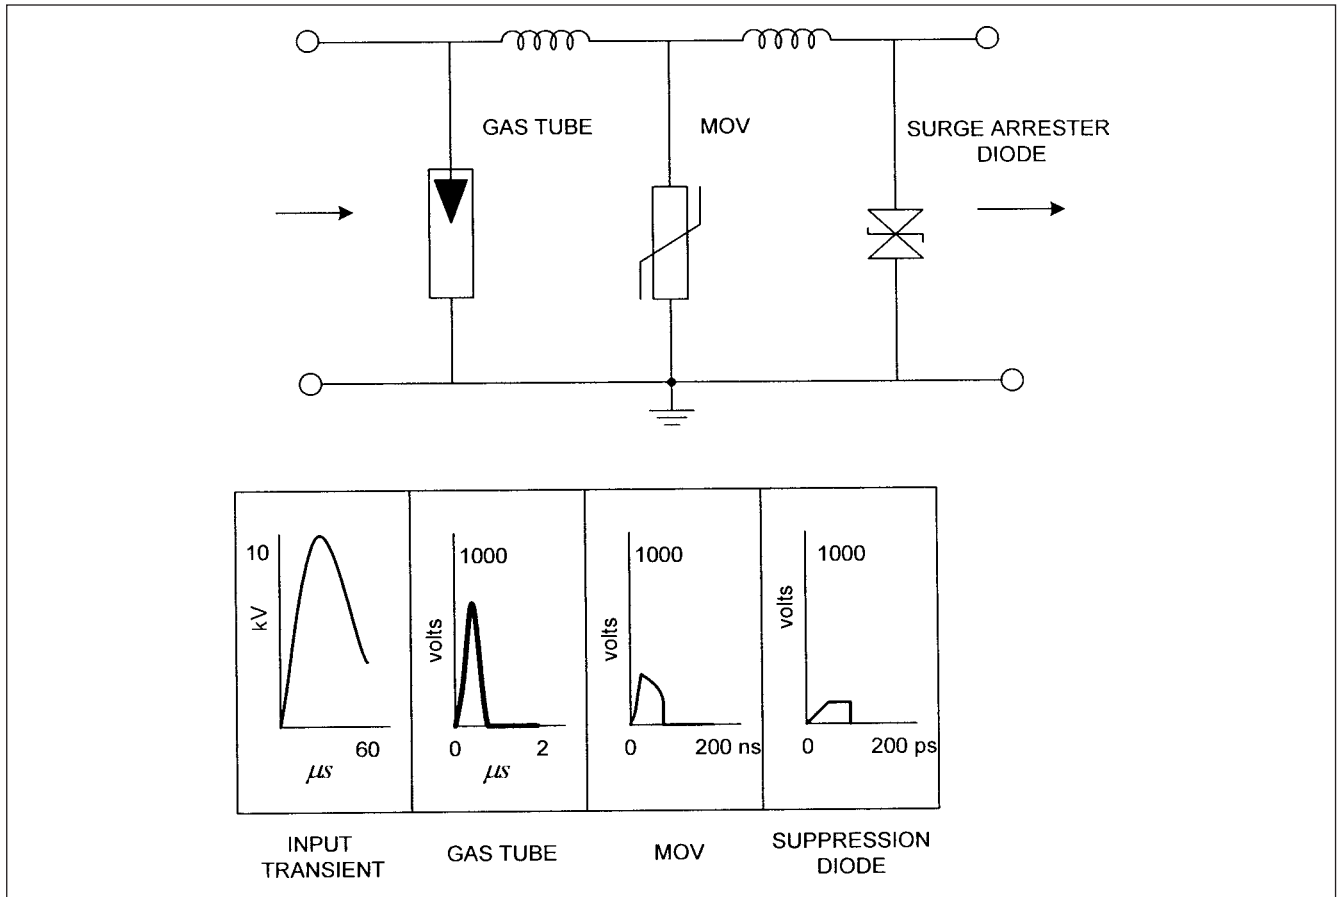 GAS TUBE
MOV
SURGE ARRESTER
DIODE
10
kV
60
μs
1000
volts
0
2
μs
1000
volts
0
200 ns
1000
volts
0
200 ps
INPUT
TRANSIENT
GAS TUBE
MOV
SUPPRESSION
DIODE